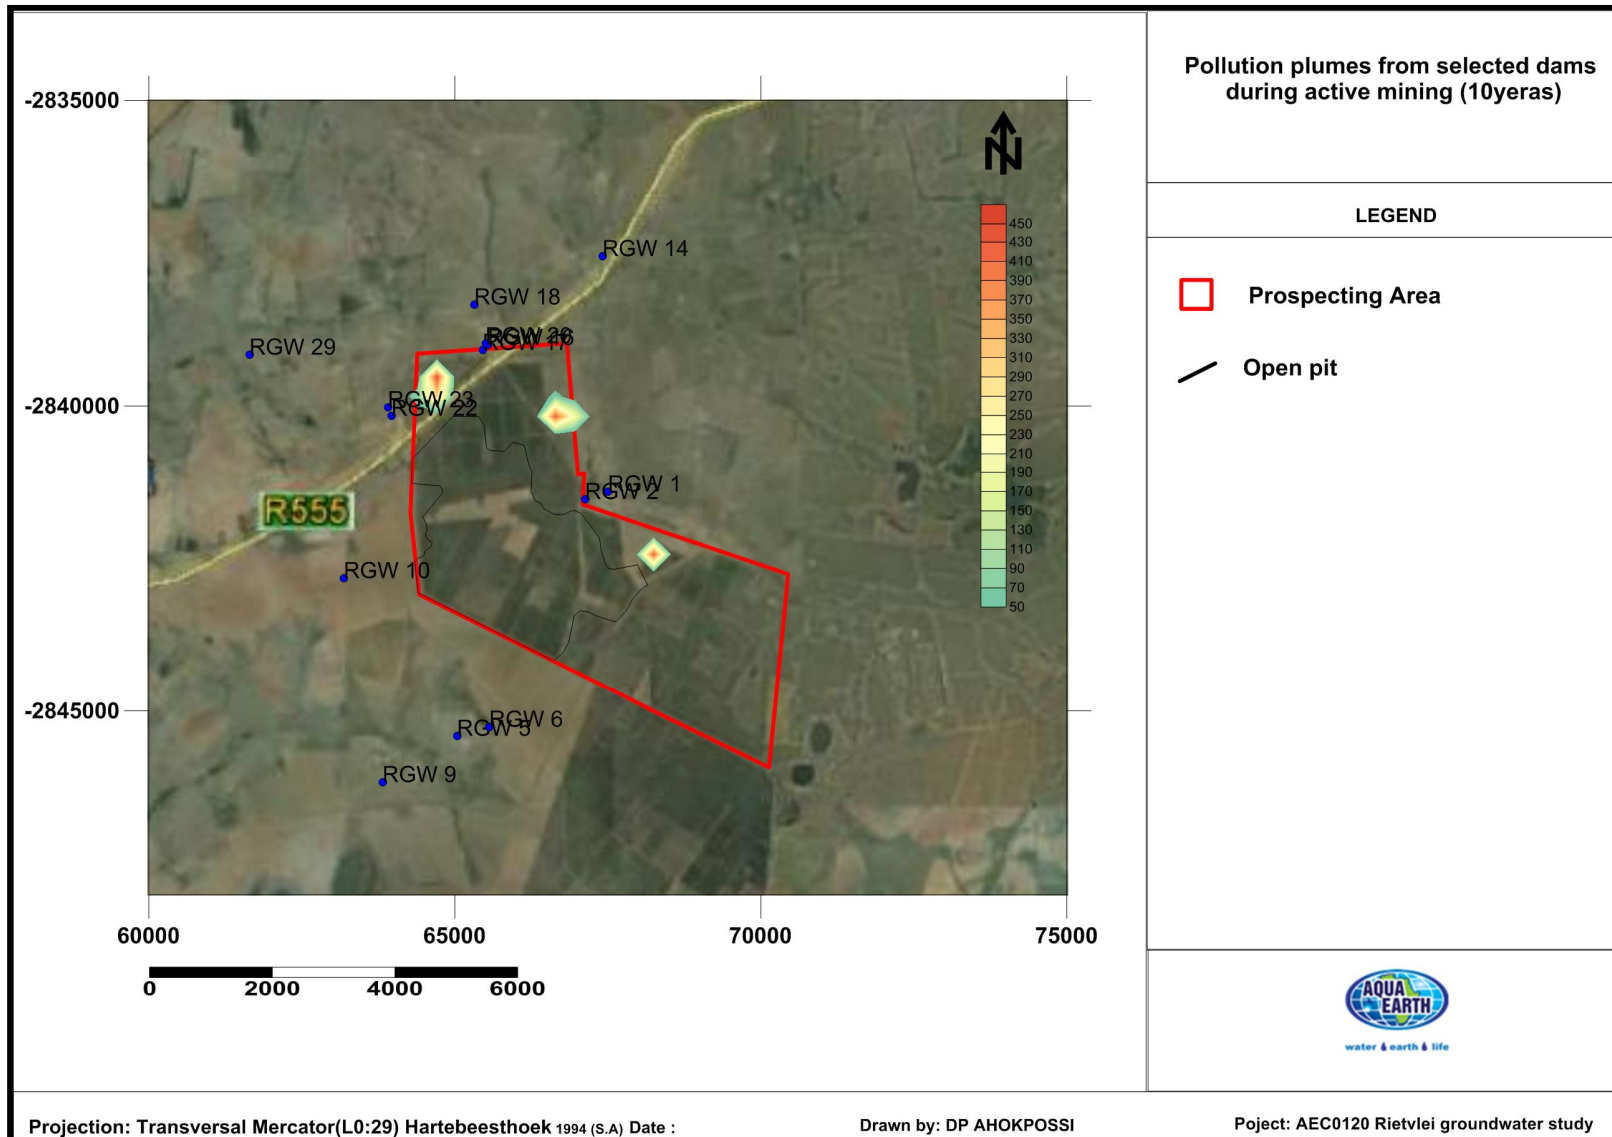 Pollution plumes from selected dams
during active mining (10yeras)
LEGEND
Prospecting Area
Open pit
-2835000
-2840000
-2845000
60000
65000
70000
75000
N
450
430
410
390
370
350
330
310
290
270
250
230
210
190
170
150
130
110
90
70
50
RGW 14
RGW 18
RGW 29
RGW 17
RGW 23
RGW 22
R555
RGW 1
RGW 2
RGW 10
RGW 6
RGW 5
RGW 9
0
2000
4000
6000
AQUA
EARTH
water earth life
Projection: Transversal Mercator(L0:29) Hartebeesthoek 1994 (S.A) Date :
Drawn by: DP AHOKPOSSI
Poject: AEC0120 Rietvlei groundwater study